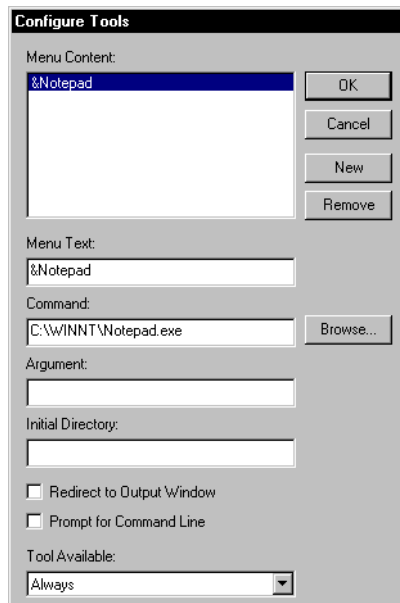 Configure Tools
Menu Content:
&Notepad
OK
Cancel
New
Remove
Menu Text:
&Notepad
Command:
C:\WINNT\Notepad.exe
Browse...
Argument:
Initial Directory:
Redirect to Output Window
Prompt for Command Line
Tool Available:
Always